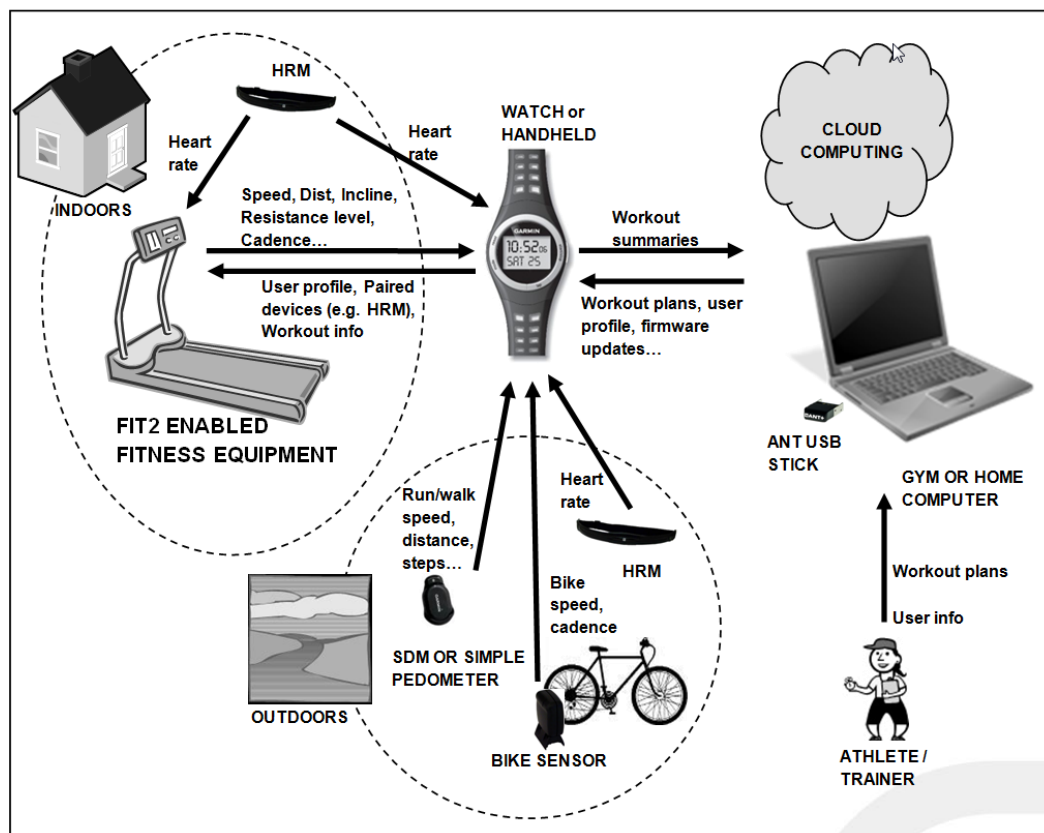 HRM
WATCH or
HANDHELD
CLOUD
COMPUTING
Heart
rate
Heart
rate
INDOORS
Speed, Dist, Incline,
Resistance level,
Cadence…
GARMIN
10:52 06
SAT 25
Workout
summaries
User profile, Paired
devices (e.g. HRM),
Workout info
Workout plans, user
profile, firmware
updates…
FIT2 ENABLED
FITNESS EQUIPMENT
ANT+
ANT USB
STICK
GYM OR HOME
COMPUTER
Run/walk
speed,
distance,
steps…
Heart
rate
HRM
Bike
speed,
cadence
SDM OR SIMPLE
PEDOMETER
OUTDOORS
BIKE SENSOR
Workout plans
User info
ATHLETE /
TRAINER